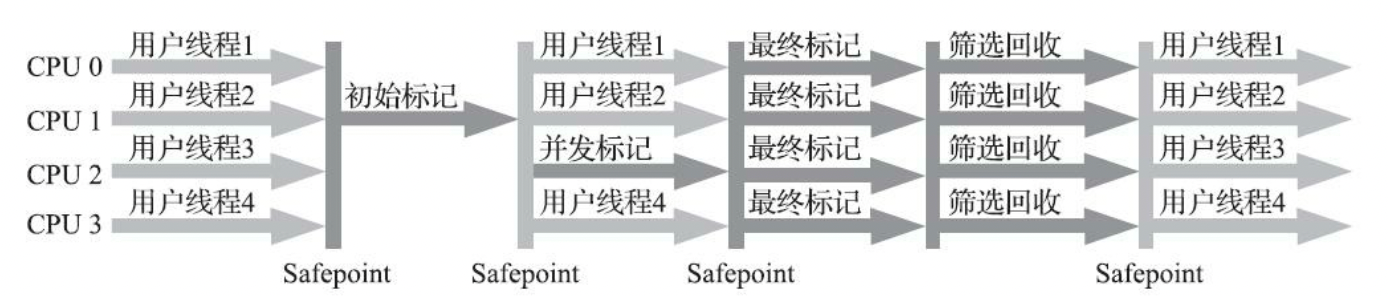 CPU 0 用户线程1 用户线程1 最终标记 筛选回收 用户线程1
CPU 1 用户线程2 初始标记 用户线程2 最终标记 筛选回收 用户线程2
CPU 2 用户线程3 并发标记 最终标记 筛选回收 用户线程3
CPU 3 用户线程4 用户线程4 最终标记 筛选回收 用户线程4
Safepoint Safepoint Safepoint Safepoint